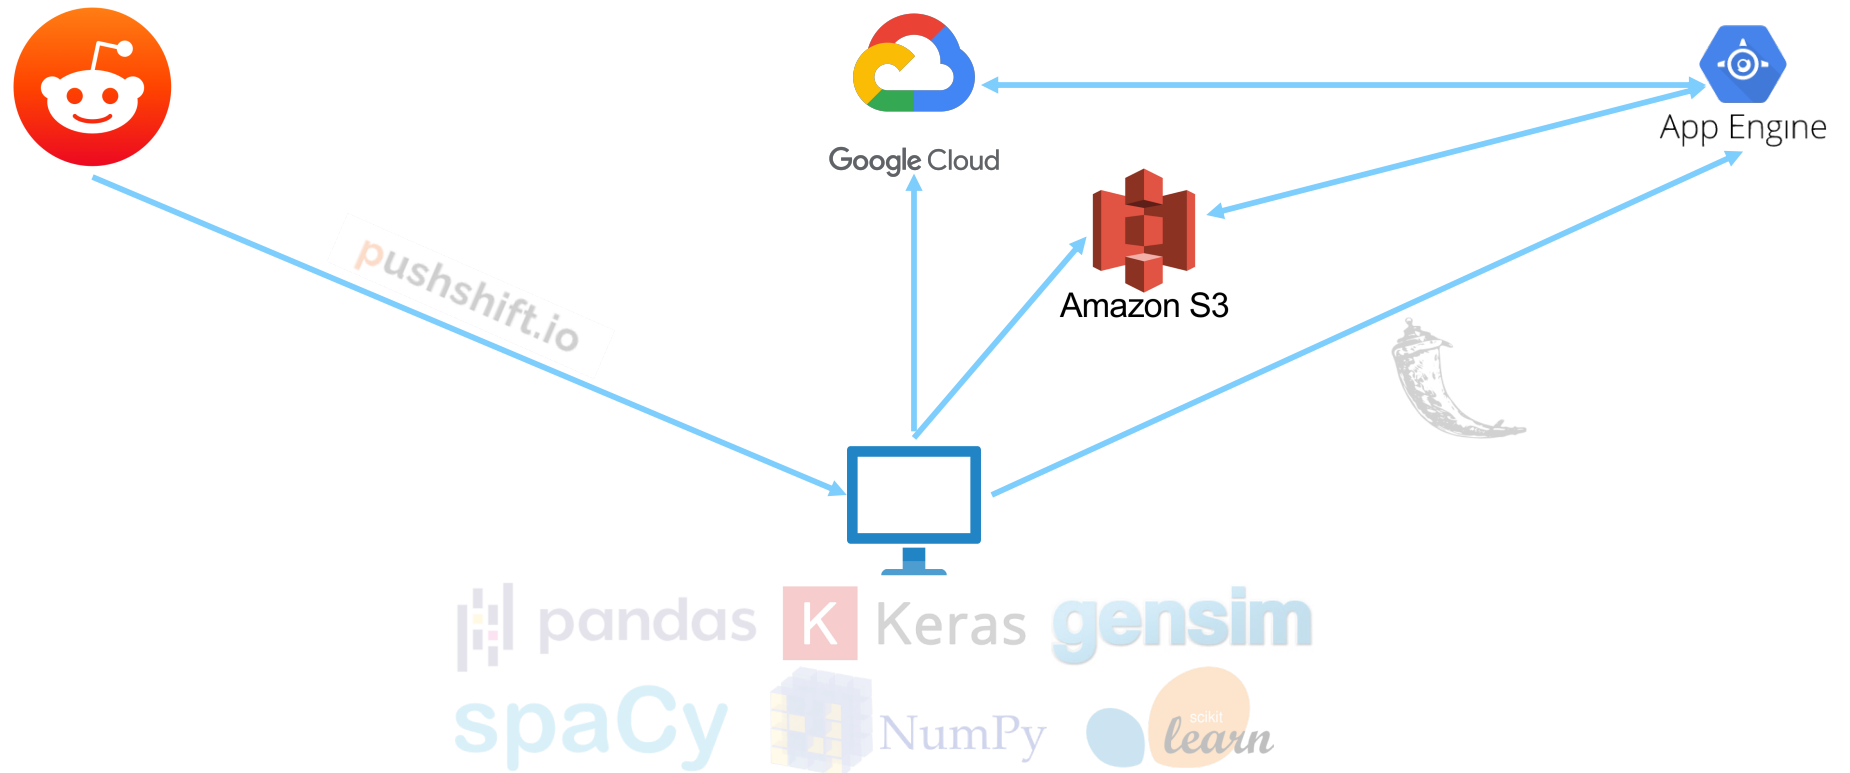 Google Cloud
App Engine
pushshift.io
Amazon S3
pandas
K Keras
gensim
spaCy
NumPy
scikit
learn